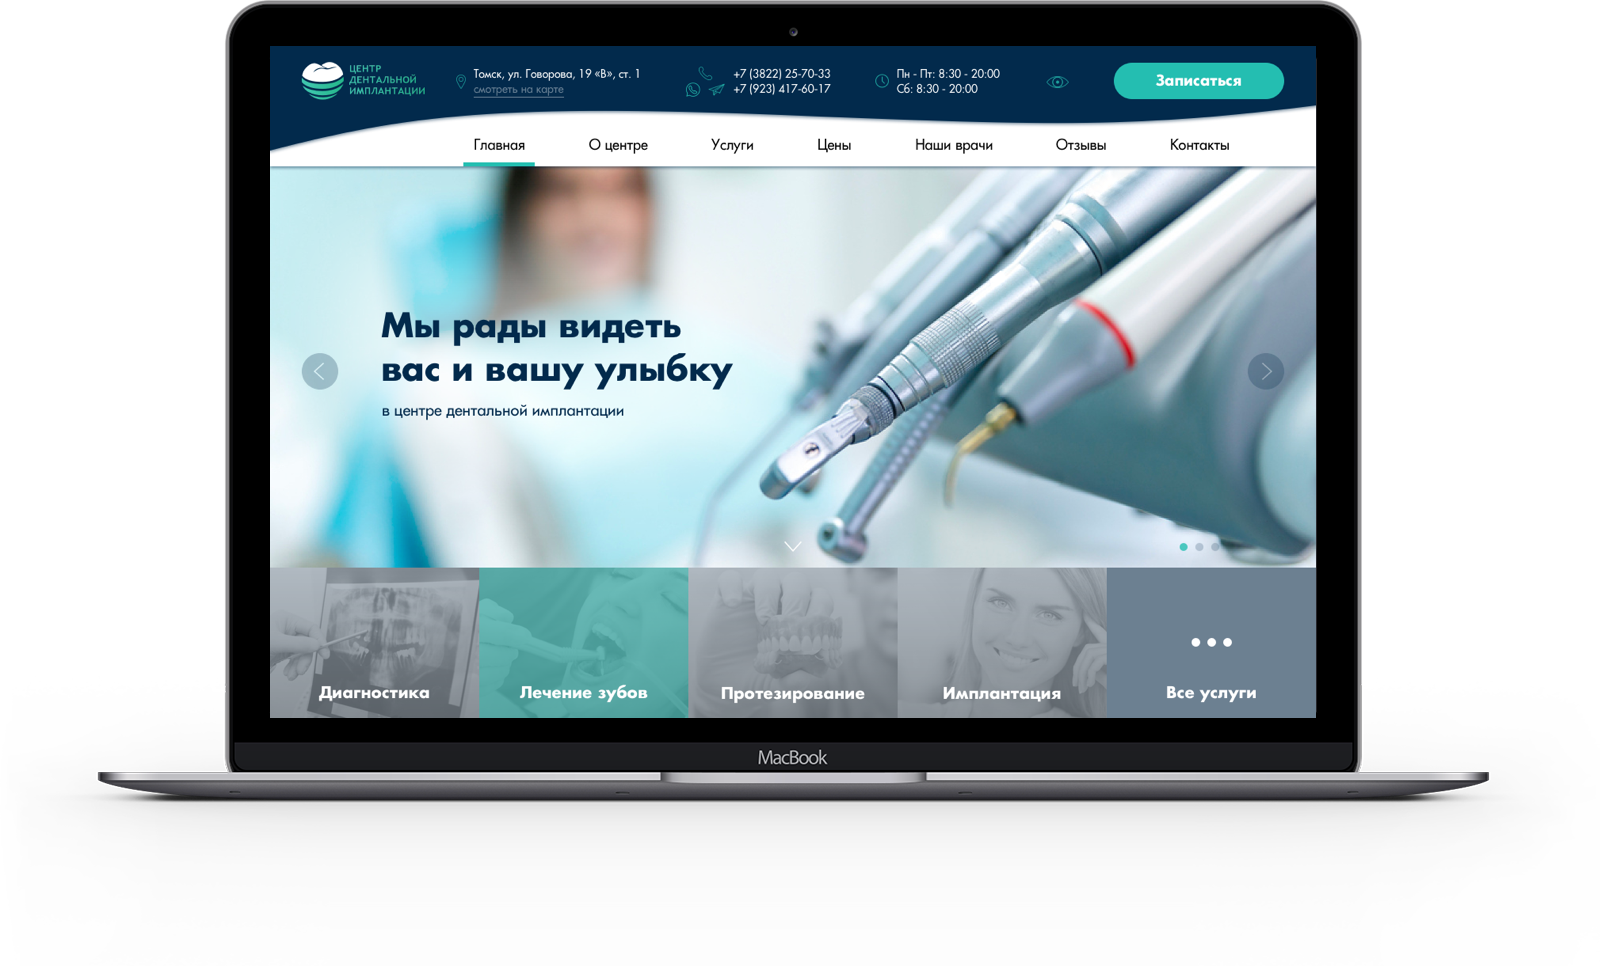 ЦЕНТР
ДЕНТАЛЬНОЙ
ИМПЛАНТАЦИИ
Томск, ул. Говорова, 19 «В», ст. 1
смотреть на карте
+7 (3822) 25-70-33
+7 (923) 417-60-17
Пн - Пт: 8:30 - 20:00
Сб: 8:30 - 20:00
Записаться
Главная
О центре
Услуги
Цены
Наши врачи
Отзывы
Контакты
Мы рады видеть
вас и вашу улыбку
в центре дентальной имплантации
Диагностика
Лечение зубов
Протезирование
Имплантация
Все услуги
MacBook